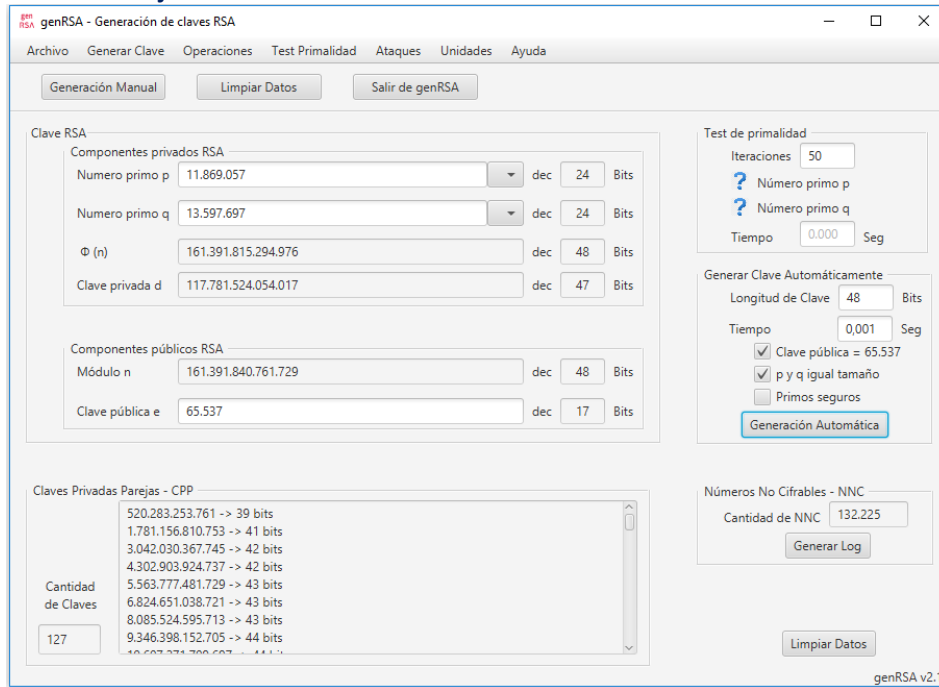 gen RSA genRSA - Generación de claves RSA
Archivo Generar Clave Operaciones Test Primalidad Ataques Unidades Ayuda
Generación Manual Limpiar Datos Salir de genRSA
Clave RSA
Componentes privados RSA
Numero primo p 11.869.057 dec 24 Bits
Numero primo q 13.597.697 dec 24 Bits
Φ (n) 161.391.815.294.976 dec 48 Bits
Clave privada d 117.781.524.054.017 dec 47 Bits
Componentes públicos RSA
Módulo n 161.391.840.761.729 dec 48 Bits
Clave pública e 65.537 dec 17 Bits
Test de primalidad
Iteraciones 50
? Número primo p
? Número primo q
Tiempo 0.000 Seg
Generar Clave Automáticamente
Longitud de Clave 48 Bits
Tiempo 0,001 Seg
Clave pública = 65.537
p y q igual tamaño
Primos seguros
Generación Automática
Claves Privadas Parejas - CPP
Cantidad
de Claves
127
520.283.253.761 -> 39 bits
1.781.156.810.753 -> 41 bits
3.042.030.367.745 -> 42 bits
4.302.903.924.737 -> 42 bits
5.563.777.481.729 -> 43 bits
6.824.651.038.721 -> 43 bits
8.085.524.595.713 -> 43 bits
9.346.398.152.705 -> 44 bits
Números No Cifrables - NNC
Cantidad de NNC 132.225
Generar Log
Limpiar Datos